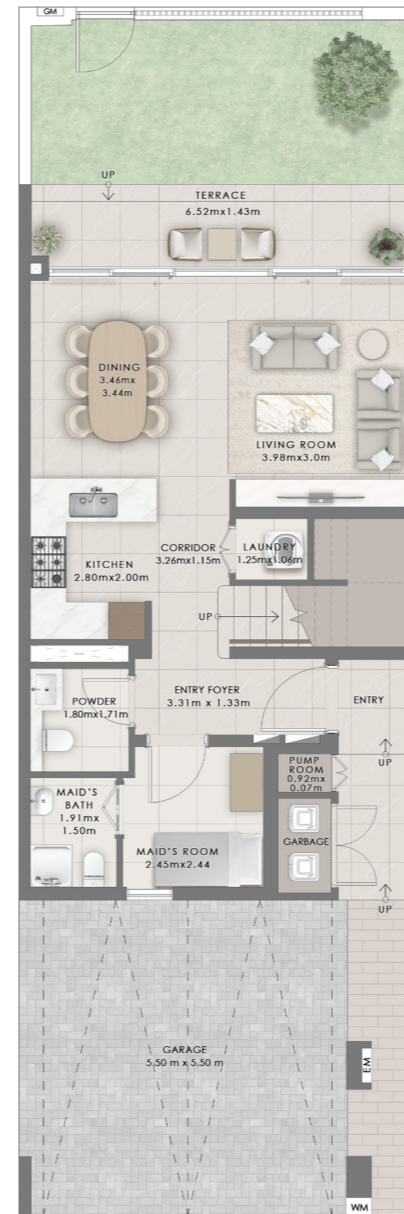 GM
UP
TERRACE
6.52mx1.43m
DINING
3.46mx
3.44m
LIVING ROOM
3.98mx3.0m
KITCHEN
2.80mx2.00m
CORRIDOR
3.26mx1.15m
LAUNDRY
1.25mx1.06m
UP
POWDER
1.80mx1.71m
ENTRY FOYER
3.31m x 1.33m
ENTRY
UP
PUMP
ROOM
0.92mx
0.07m
MAID'S
BATH
1.91mx
1.50m
MAID'S ROOM
2.45mx2.44
GARBAGE
UP
GARAGE
5.50 m x 5.50 m
EM
WM